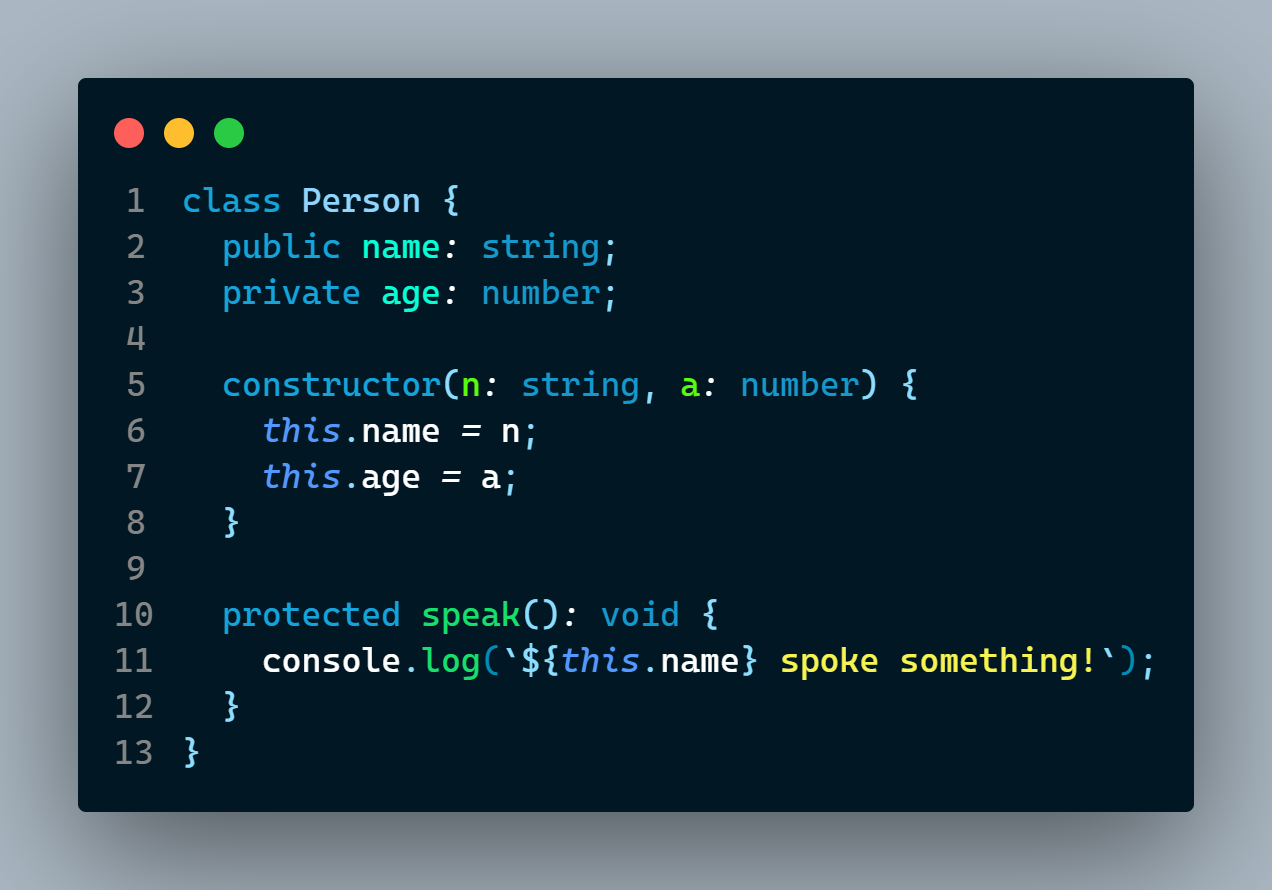 1 class Person {
2   public name: string;
3   private age: number;
4
5   constructor(n: string, a: number) {
6     this.name = n;
7     this.age = a;
8   }
9
10   protected speak(): void {
11     console.log(`${this.name} spoke something!`);
12   }
13 }